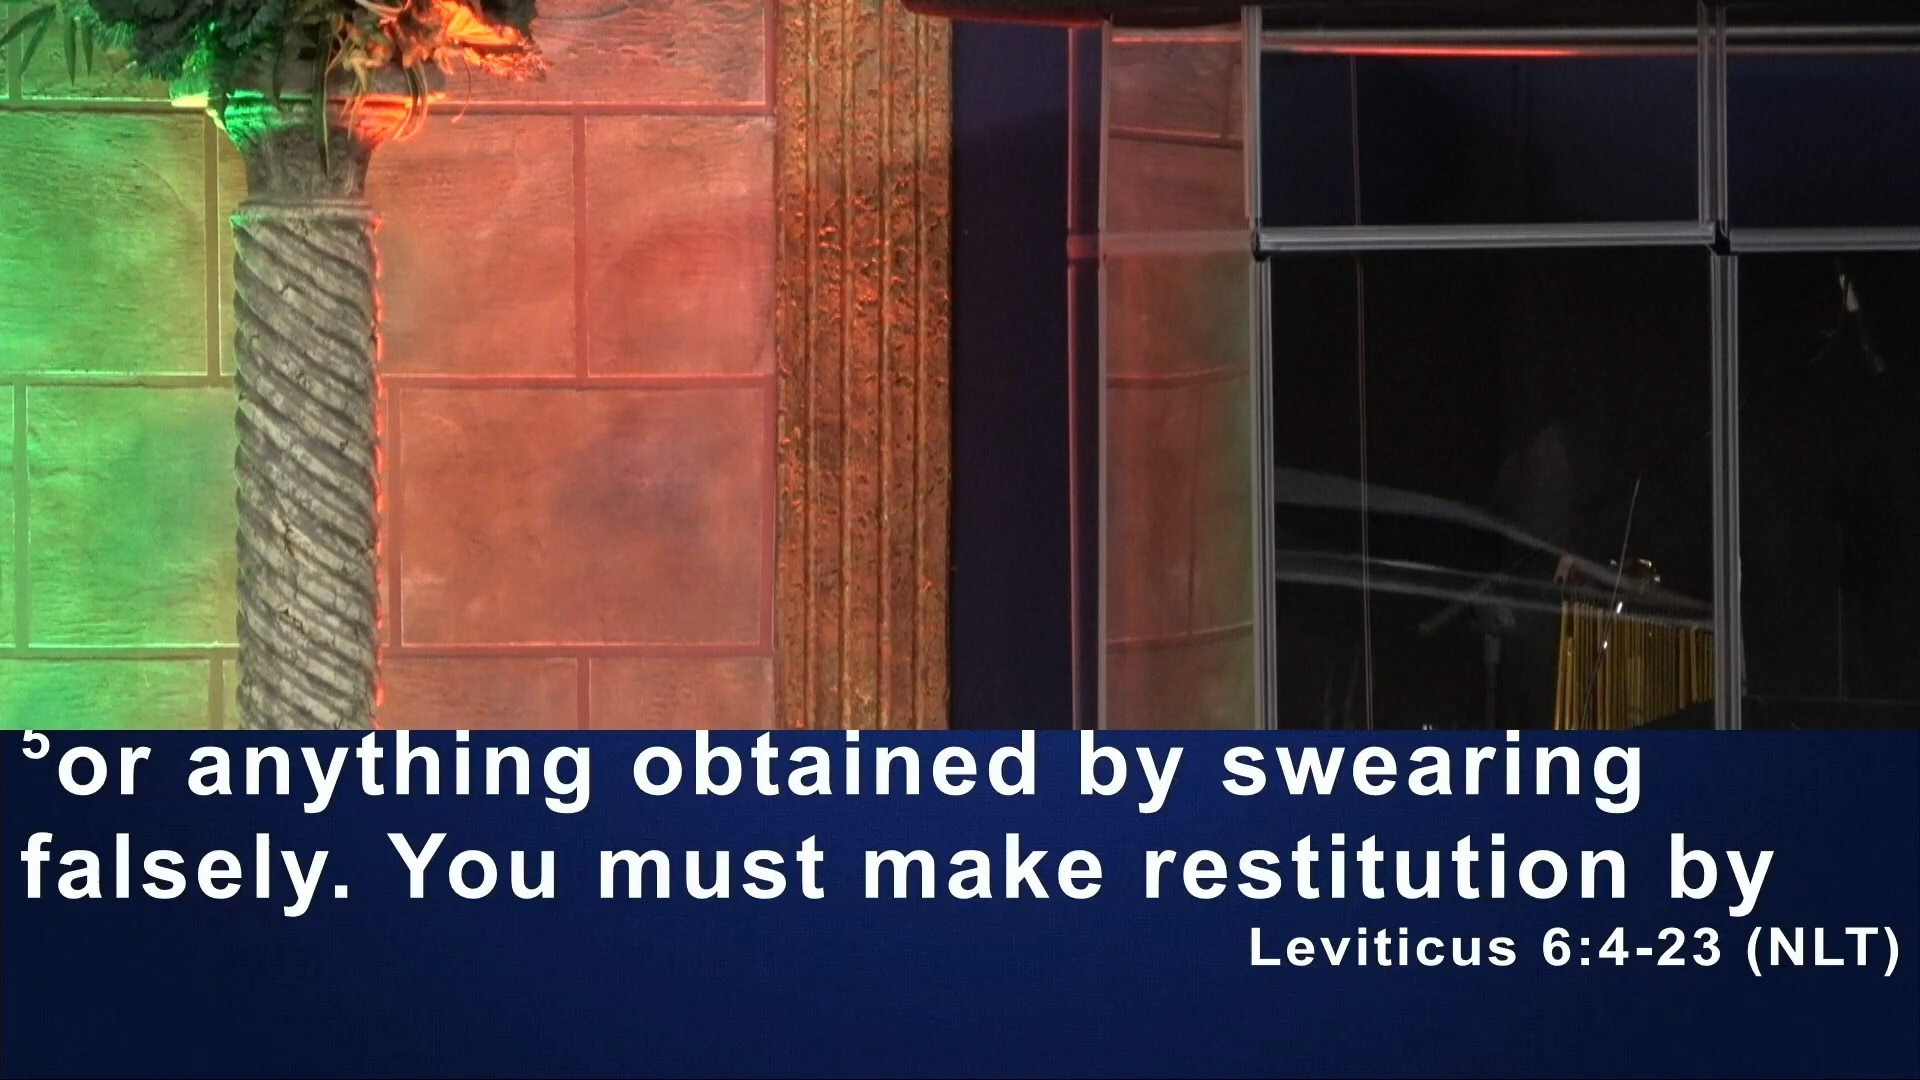 ⁵or anything obtained by swearing
falsely. You must make restitution by
Leviticus 6:4-23 (NLT)